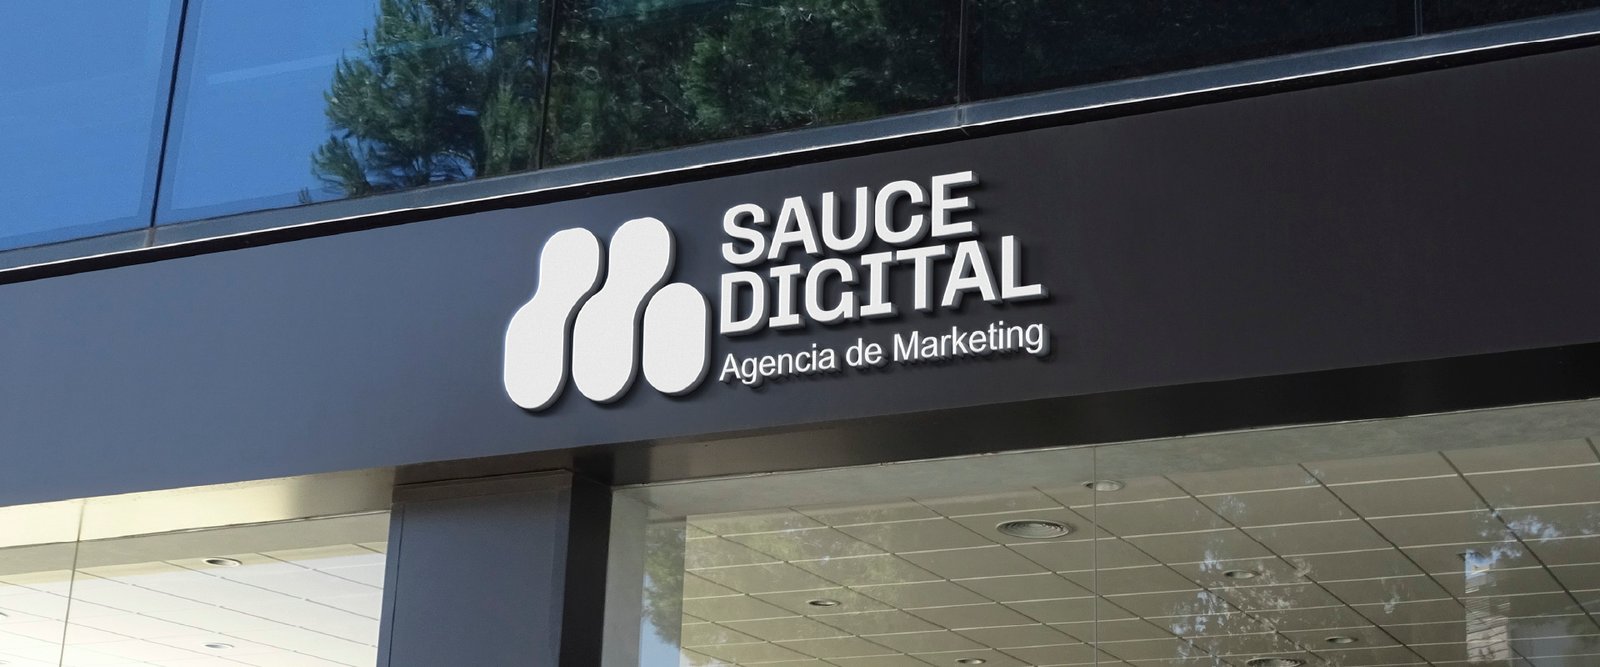 SAUCE
DIGITAL
Agencia de Marketing